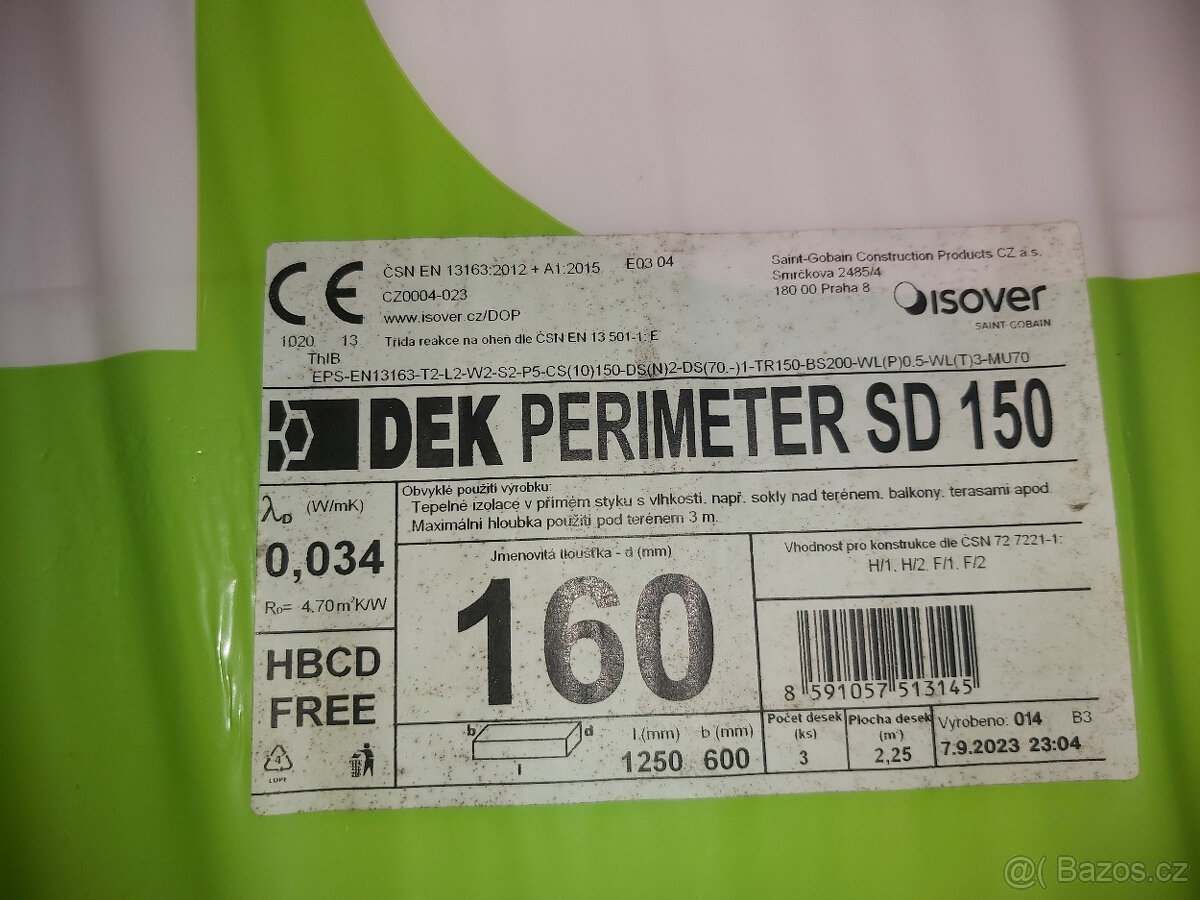 CE
ČSN EN 13163:2012 + A1:2015 E03 04
CZ0004-023
www.isover.cz/DOP
1020 13
Třída reakce na oheň dle ČSN EN 13 501-1: E
Saint-Gobain Construction Products CZ a.s.
Smrčkova 2485/4
180 00 Praha 8
isover
SAINT-GOBAIN
ThIB
EPS-EN13163-T2-L2-W2-S2-P5-CS(10)150-DS(N)2-DS(70.-)1-TR150-BS200-WL(P)0.5-WL(T)3-MU70
DEK PERIMETER SD 150
λD (W/mK)
0,034
RD= 4,70 m²K/W
HBCD
FREE
4
LDPE
Obvyklé použití výrobku:
Tepelné izolace v přímém styku s vlhkostí, např. sokly nad terénem, balkony, terasami apod.
Maximální hloubka použití pod terénem 3 m.
Jmenovitá tloušťka - d (mm)
160
Vhodnost pro konstrukce dle ČSN 72 7221-1:
H/1, H/2, F/1, F/2
8 591057 513145
b d
l
l (mm) b (mm)
1250 600
Počet desek
(ks)
3
Plocha desek
(m²)
2,25
Vyrobeno: 014 B3
7.9.2023 23:04
@( Bazos.cz